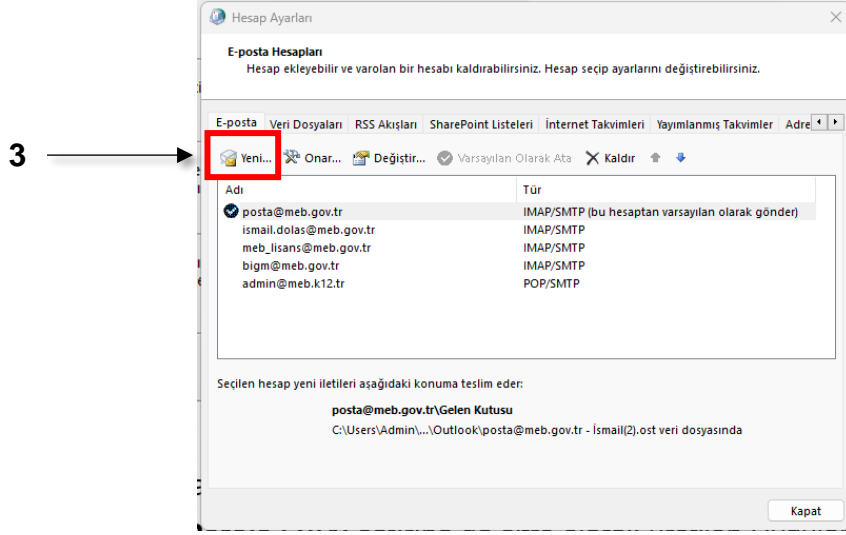 Hesap Ayarları
E-posta Hesapları
Hesap ekleyebilir ve varolan bir hesabı kaldırabilirsiniz. Hesap seçip ayarlarını değiştirebilirsiniz.
E-posta Veri Dosyaları RSS Akışları SharePoint Listeleri İnternet Takvimleri Yayımlanmış Takvimler Adre
3
Yeni... Onar... Değiştir... Varsayılan Olarak Ata Kaldır
Adı Tür
posta@meb.gov.tr IMAP/SMTP (bu hesaptan varsayılan olarak gönder)
ismail.dolas@meb.gov.tr IMAP/SMTP
meb_lisans@meb.gov.tr IMAP/SMTP
bigm@meb.gov.tr IMAP/SMTP
admin@meb.k12.tr POP/SMTP
Seçilen hesap yeni iletileri aşağıdaki konuma teslim eder:
posta@meb.gov.tr\Gelen Kutusu
C:\Users\Admin\...\Outlook\posta@meb.gov.tr - İsmail(2).ost veri dosyasında
Kapat